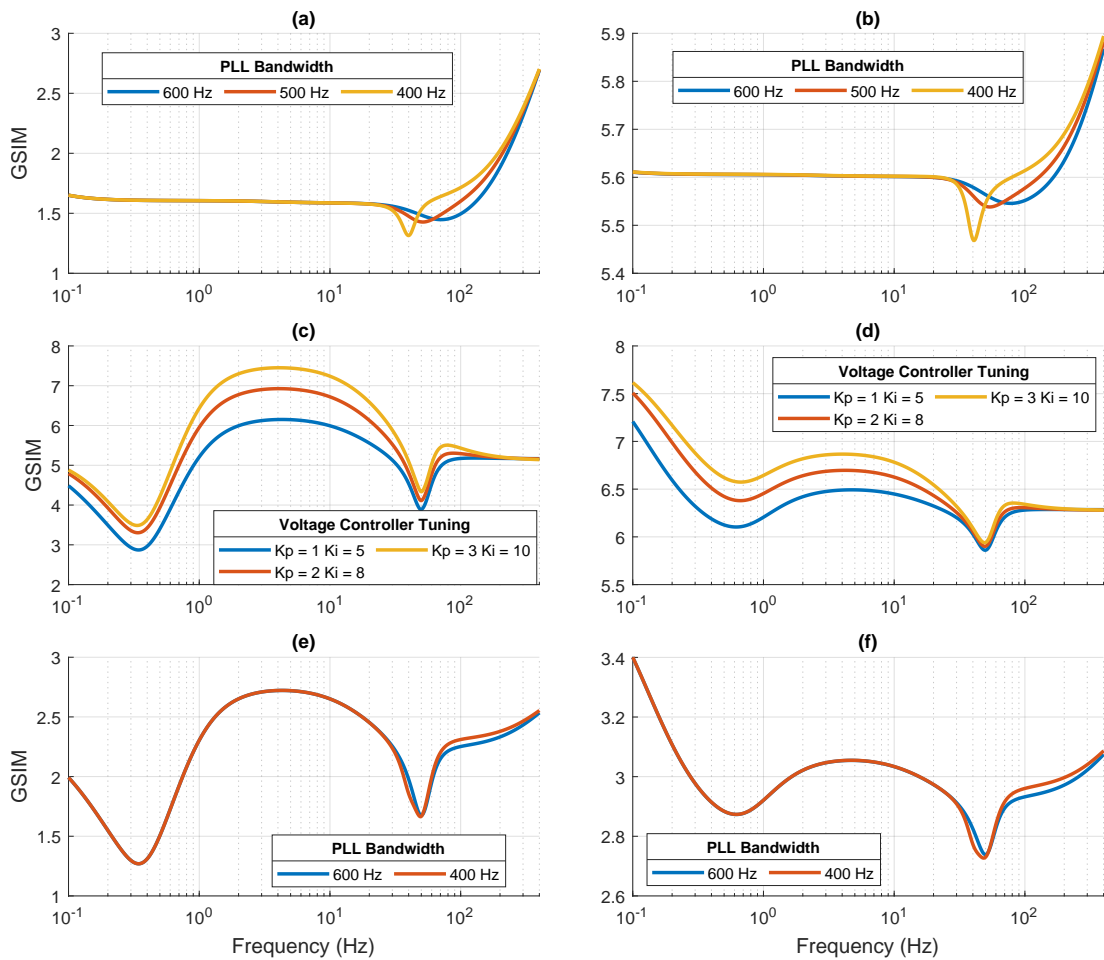 (a)
3
2.5
2
1.5
1
GSIM
PLL Bandwidth
600 Hz 500 Hz 400 Hz
10^-1 10^0 10^1 10^2
(b)
5.9
5.8
5.7
5.6
5.5
5.4
PLL Bandwidth
600 Hz 500 Hz 400 Hz
10^-1 10^0 10^1 10^2
(c)
8
7
6
5
4
3
2
GSIM
Voltage Controller Tuning
Kp = 1 Ki = 5 Kp = 3 Ki = 10
Kp = 2 Ki = 8
10^-1 10^0 10^1 10^2
(d)
8
7.5
7
6.5
6
5.5
Voltage Controller Tuning
Kp = 1 Ki = 5 Kp = 3 Ki = 10
Kp = 2 Ki = 8
10^-1 10^0 10^1 10^2
(e)
3
2.5
2
1.5
1
GSIM
PLL Bandwidth
600 Hz 400 Hz
10^-1 10^0 10^1 10^2
Frequency (Hz)
(f)
3.4
3.2
3.0
2.8
2.6
PLL Bandwidth
600 Hz 400 Hz
10^-1 10^0 10^1 10^2
Frequency (Hz)